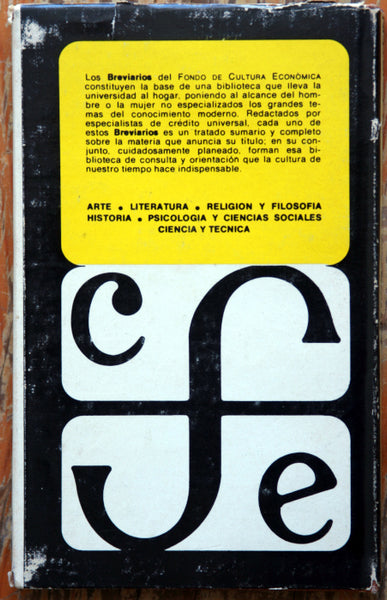 Los Breviarios del FONDO DE CULTURA ECONÓMICA
constituyen la base de una biblioteca que lleva la
universidad al hogar, poniendo al alcance del hom-
bre o la mujer no especializados los grandes te-
mas del conocimiento moderno. Redactados por
especialistas de crédito universal, cada uno de
estos Breviarios es un tratado sumario y completo
sobre la materia que anuncia su título; en su con-
junto, cuidadosamente planeado, forman esa bi-
blioteca de consulta y orientación que la cultura de
nuestro tiempo hace indispensable.
ARTE • LITERATURA • RELIGION Y FILOSOFIA
HISTORIA • PSICOLOGIA Y CIENCIAS SOCIALES
CIENCIA Y TECNICA
c f
e